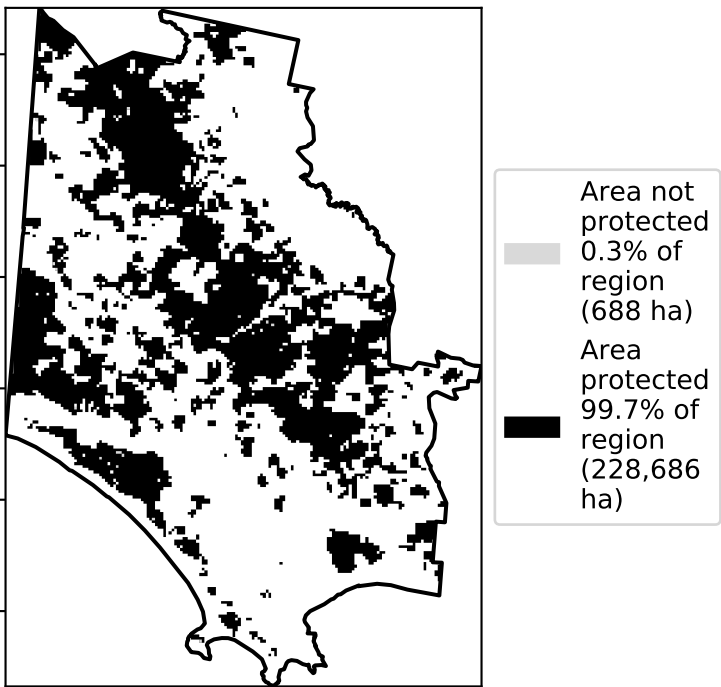 Area not
protected
0.3% of
region
(688 ha)
Area
protected
99.7% of
region
(228,686
ha)